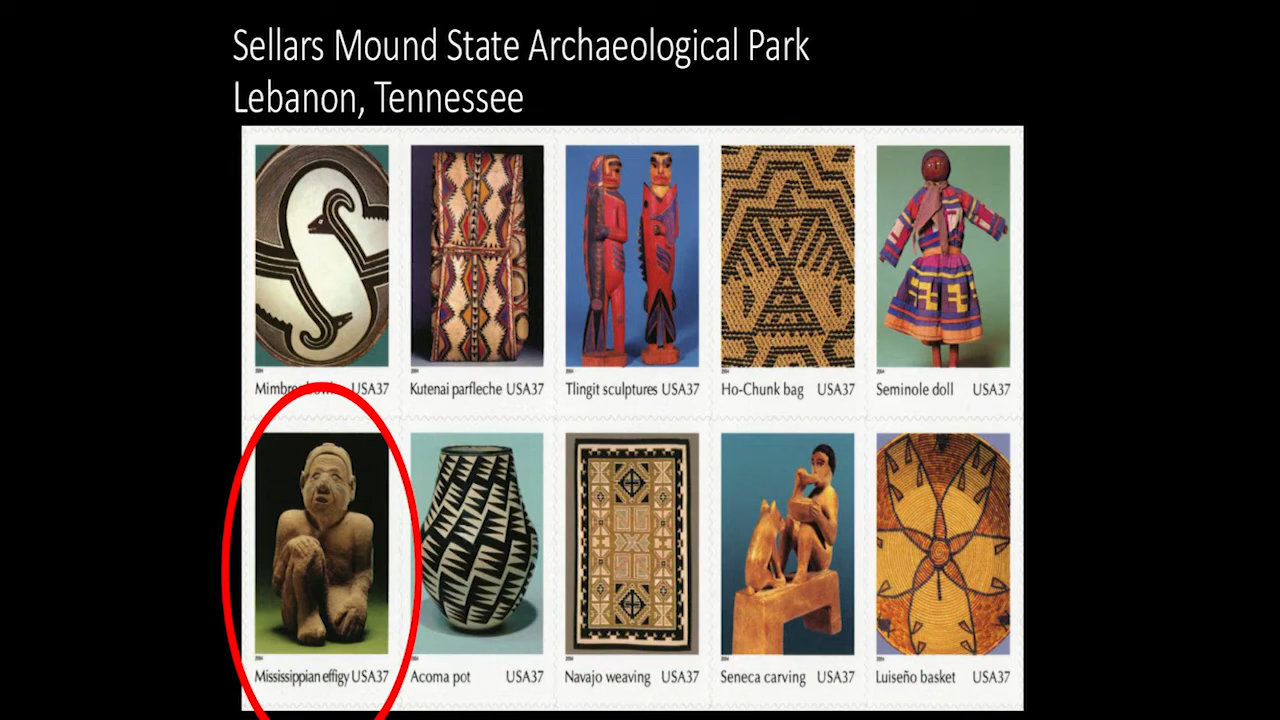 Sellars Mound State Archaeological Park
Lebanon, Tennessee
USA37
Kutenai parfleche USA37
Tlingit sculptures USA37
Ho-Chunk bag USA37
Seminole doll USA37
Mississippian effigy USA37
Acoma pot USA37
Navajo weaving USA37
Seneca carving USA37
Luiseño basket USA37